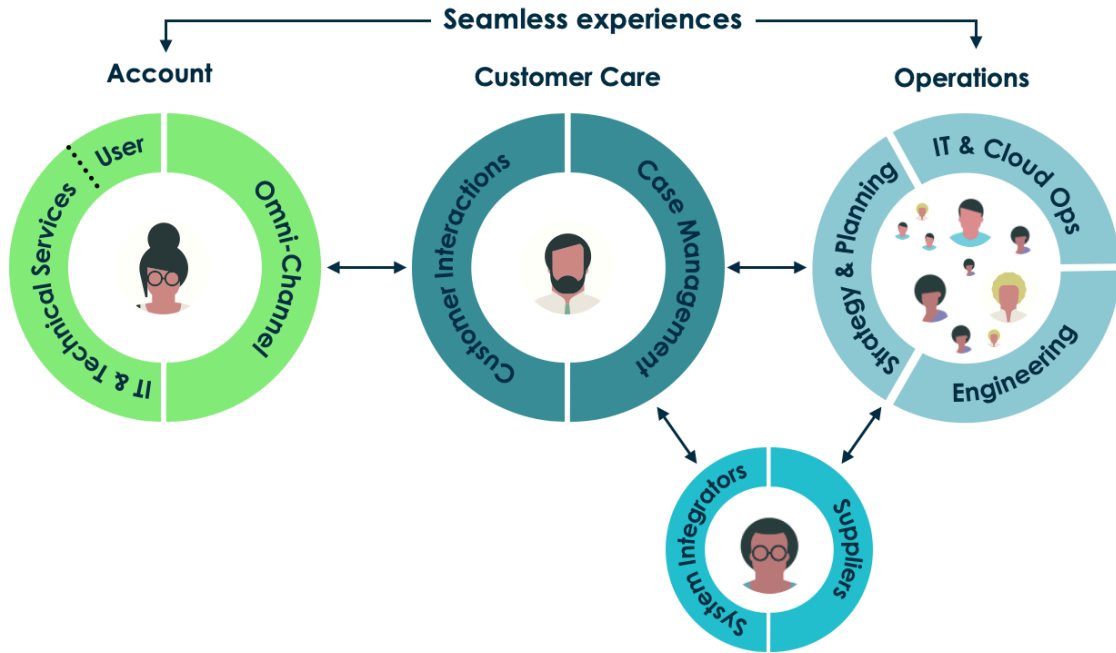 Seamless experiences
Account
Customer Care
Operations
User
IT & Technical Services
Omni-Channel
Customer Interactions
Case Management
Strategy & Planning
IT & Cloud Ops
Engineering
System Integrators
Suppliers